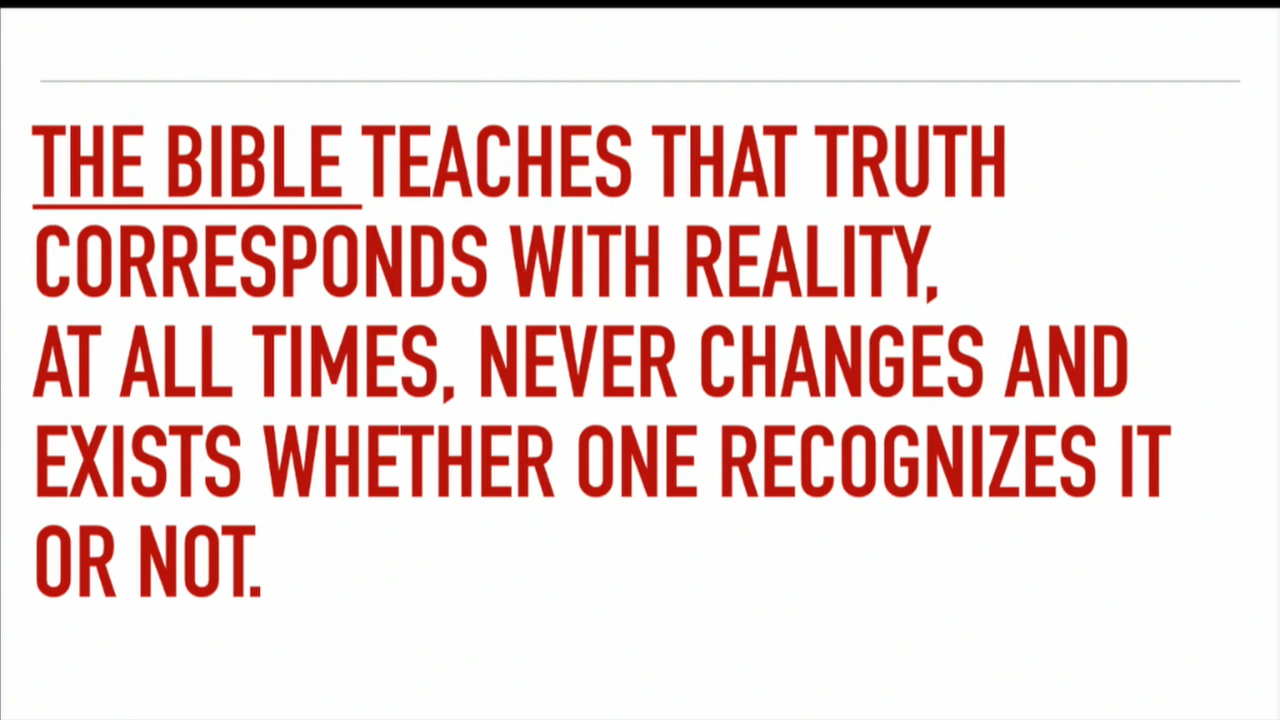 THE BIBLE TEACHES THAT TRUTH
CORRESPONDS WITH REALITY,
AT ALL TIMES, NEVER CHANGES AND
EXISTS WHETHER ONE RECOGNIZES IT
OR NOT.